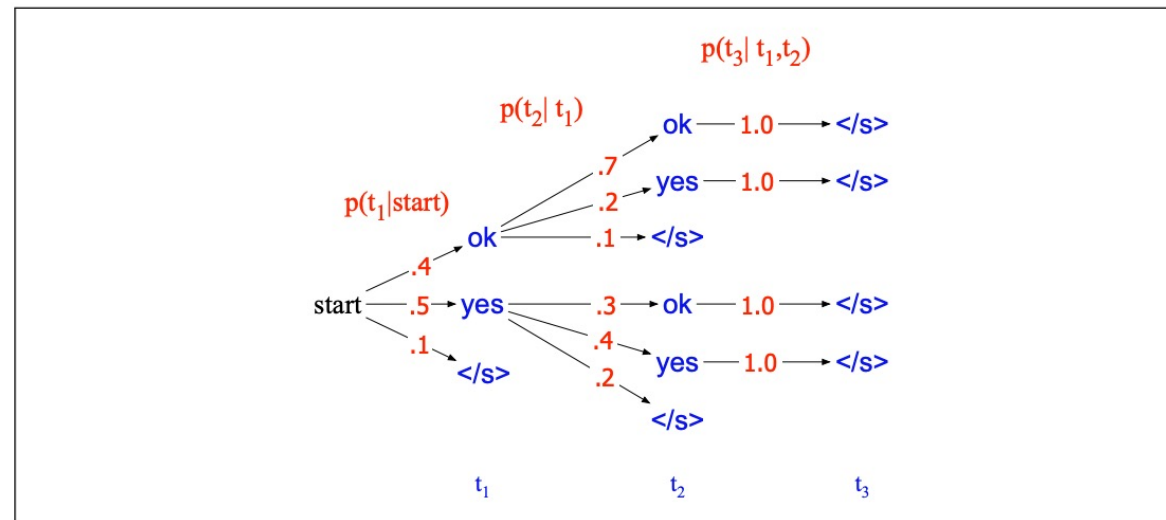 p(t₃| t₁,t₂)
p(t₂| t₁)
ok 1.0 </s>
.7
yes 1.0 </s>
.2
p(t₁|start)
ok .1 </s>
.4
start .5 yes .3 ok 1.0 </s>
.1 .4
yes 1.0 </s>
</s> .2
</s>
t₁ t₂ t₃